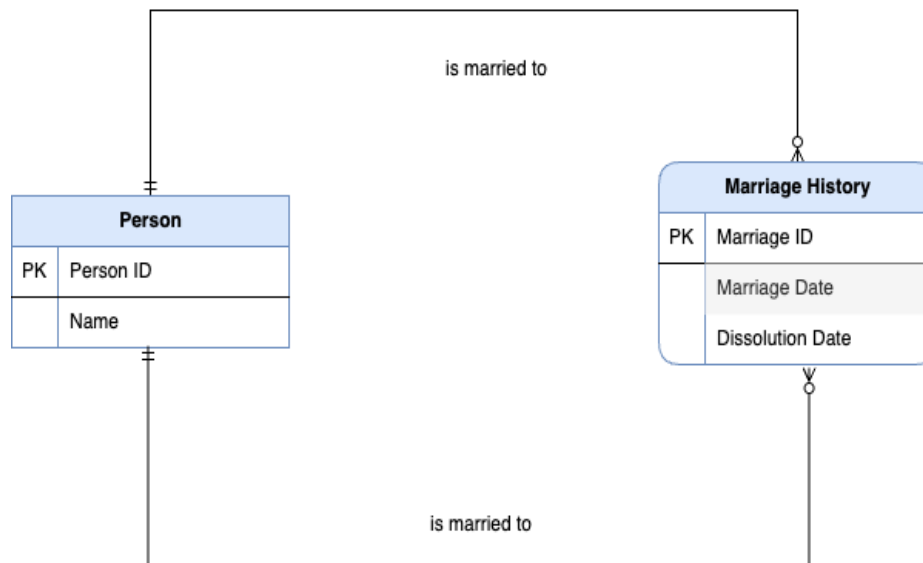 is married to
Person
PK Person ID
Name
Marriage History
PK Marriage ID
Marriage Date
Dissolution Date
is married to